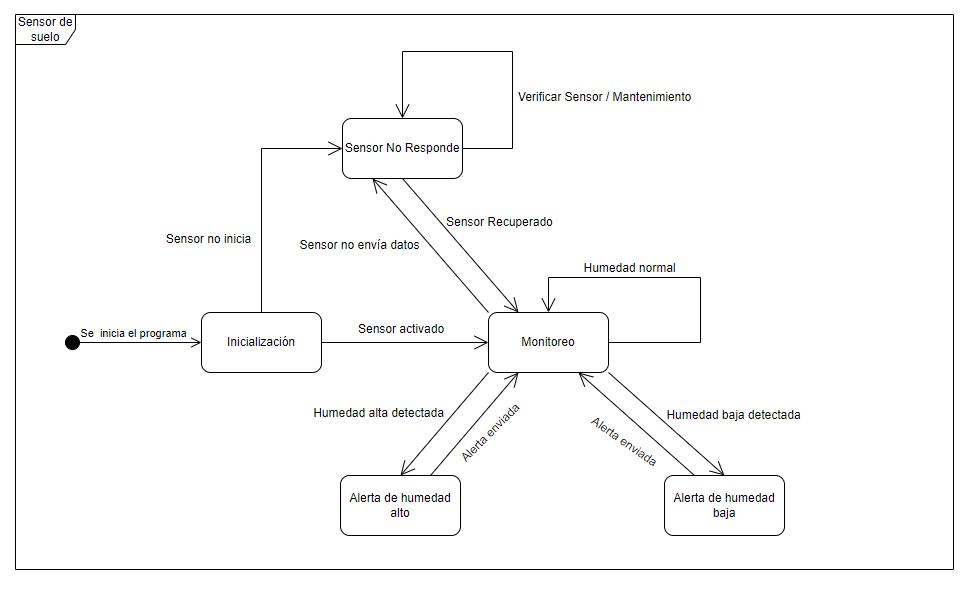 Sensor de
suelo
Verificar Sensor / Mantenimiento
Sensor No Responde
Sensor Recuperado
Sensor no inicia
Sensor no envía datos
Humedad normal
Se  inicia el programa
Sensor activado
Inicialización
Monitoreo
Humedad alta detectada
Alerta enviada
Alerta enviada
Humedad baja detectada
Alerta de humedad
alto
Alerta de humedad
baja